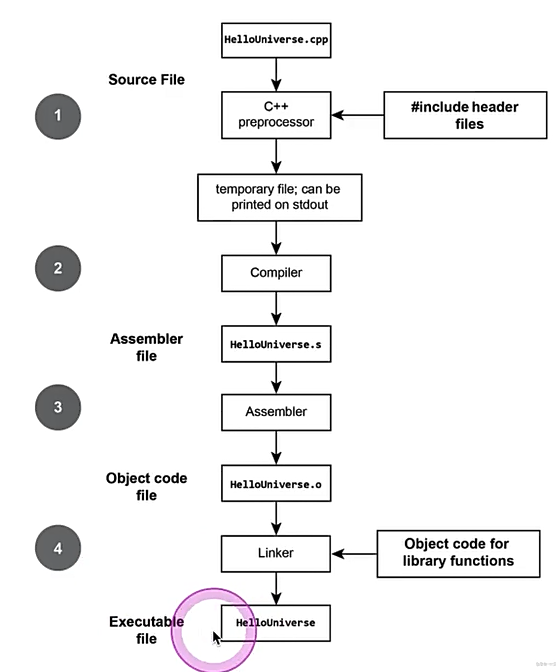 HelloUniverse.cpp
Source File
1
C++
preprocessor
#include header
files
temporary file; can be
printed on stdout
2
Compiler
Assembler
file
HelloUniverse.s
3
Assembler
Object code
file
HelloUniverse.o
4
Linker
Object code for
library functions
Executable
file
HelloUniverse